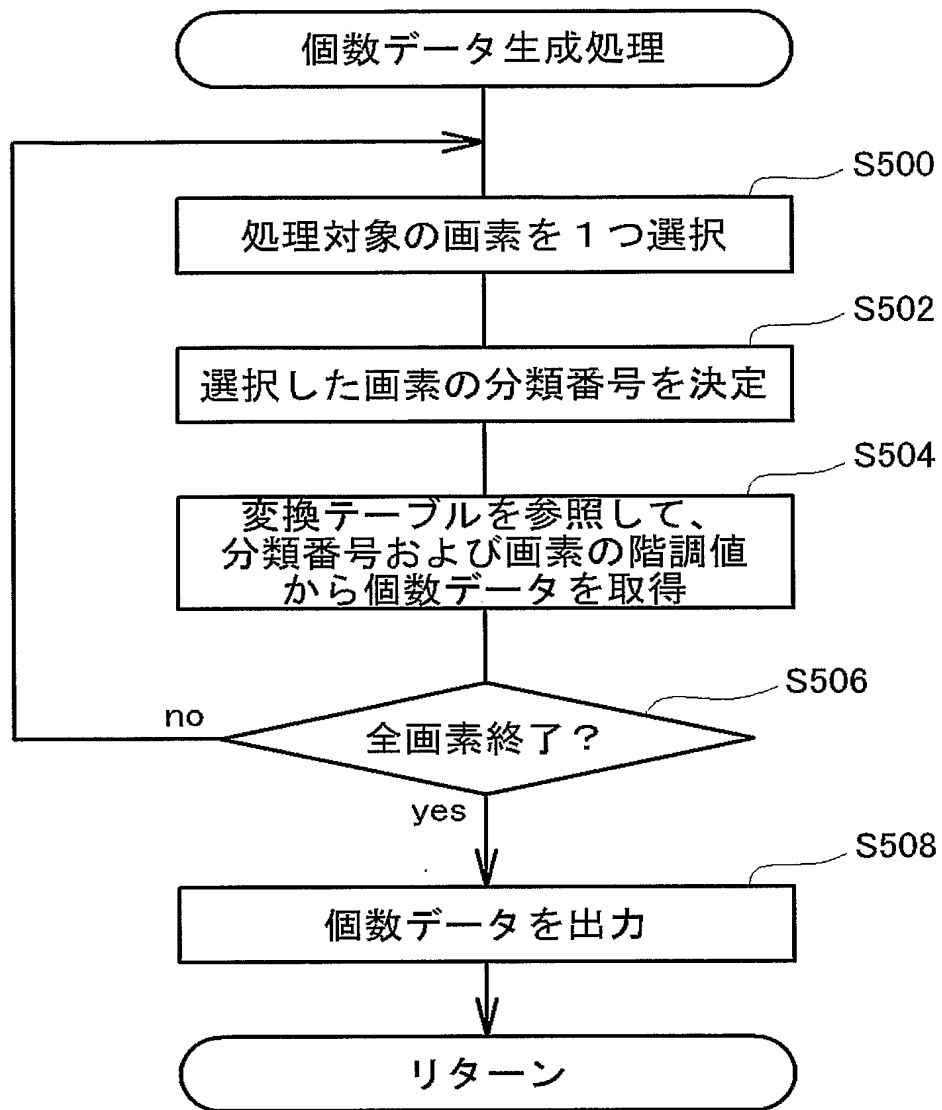 個数データ生成処理
S500
処理対象の画素を１つ選択
S502
選択した画素の分類番号を決定
S504
変換テーブルを参照して、
分類番号および画素の階調値
から個数データを取得
S506
全画素終了？
no
yes
S508
個数データを出力
リターン